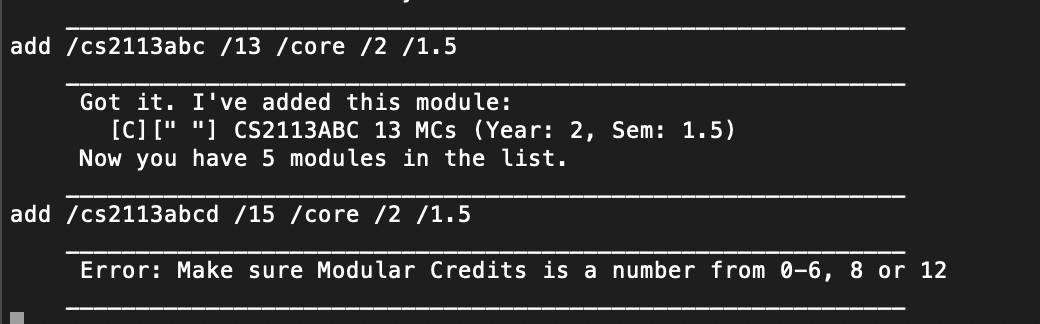 add /cs2113abc /13 /core /2 /1.5
Got it. I've added this module:
[C][" "] CS2113ABC 13 MCs (Year: 2, Sem: 1.5)
Now you have 5 modules in the list.
add /cs2113abcd /15 /core /2 /1.5
Error: Make sure Modular Credits is a number from 0-6, 8 or 12